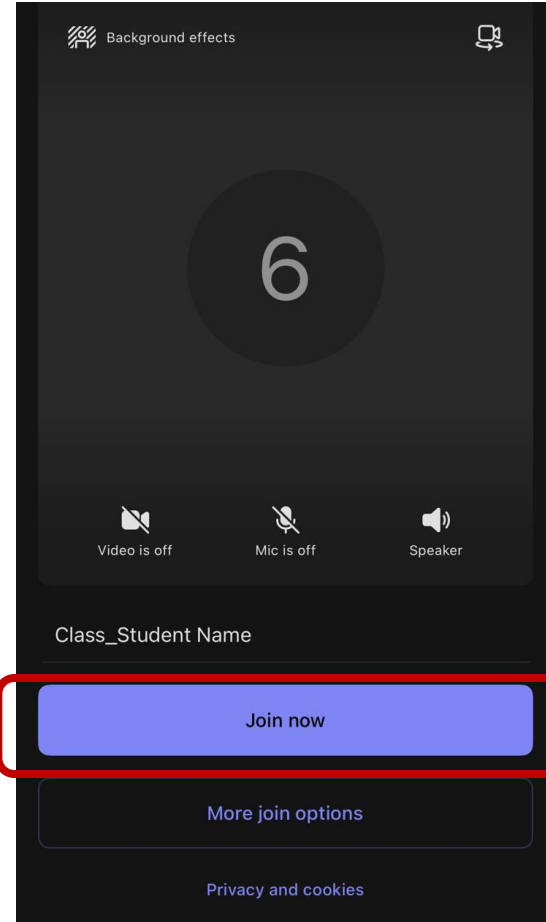 Background effects
6
Video is off
Mic is off
Speaker
Class_Student Name
Join now
More join options
Privacy and cookies